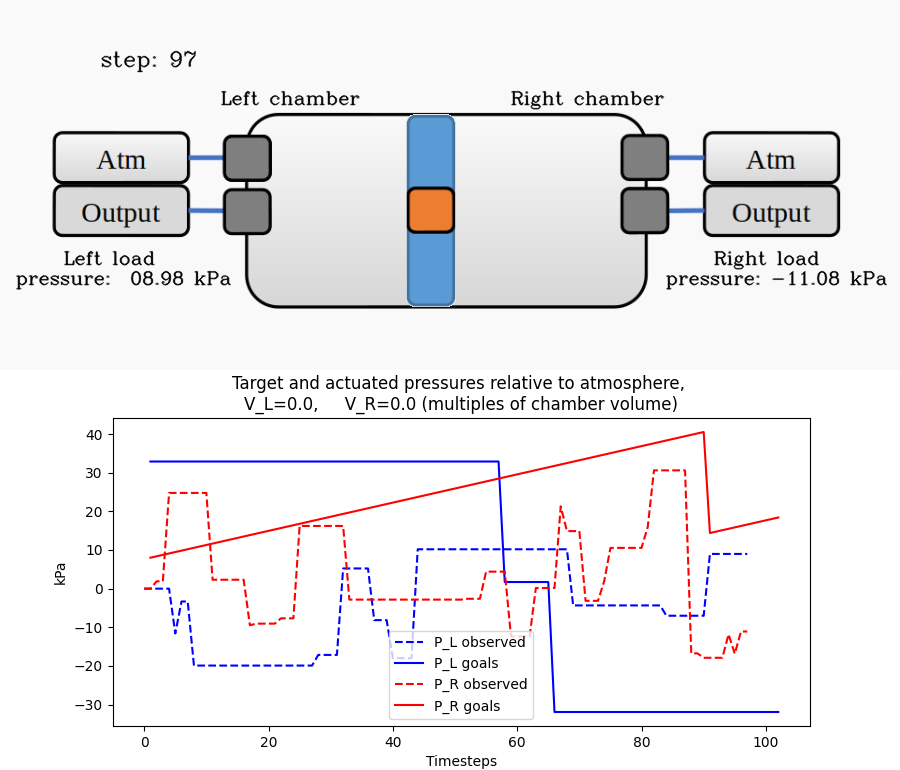 step: 97
Left chamber
Right chamber
Atm
Atm
Output
Output
Left load
pressure:  08.98 kPa
Right load
pressure: −11.08 kPa
Target and actuated pressures relative to atmosphere,
V_L=0.0,     V_R=0.0 (multiples of chamber volume)
kPa
40
30
20
10
0
−10
−20
−30
P_L observed
P_L goals
P_R observed
P_R goals
0 20 40 60 80 100
Timesteps